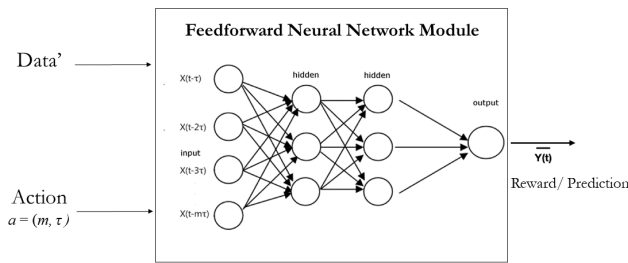 Feedforward Neural Network Module
Data’
X(t-τ)
hidden
hidden
output
X(t-2τ)
input
X(t-3τ)
Y(t)
Reward/ Prediction
Action
a = (m, τ)
X(t-mτ)